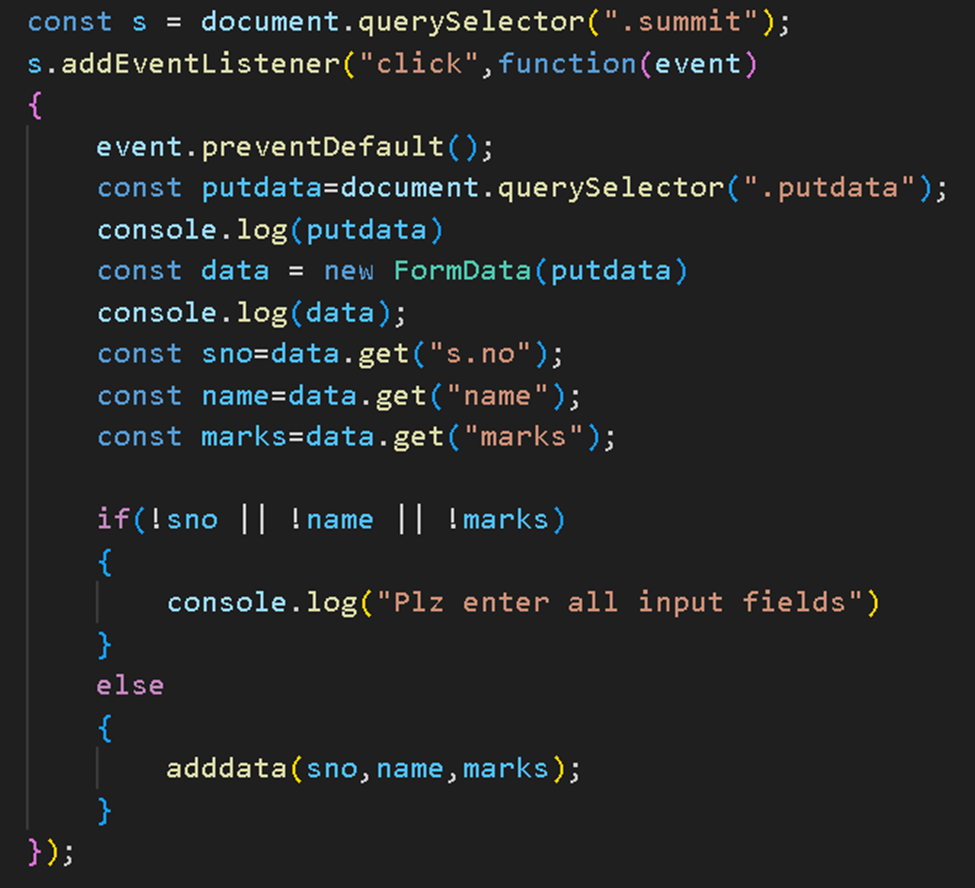 const s = document.querySelector(".summit");
s.addEventListener("click",function(event)
{
    event.preventDefault();
    const putdata=document.querySelector(".putdata");
    console.log(putdata)
    const data = new FormData(putdata)
    console.log(data);
    const sno=data.get("s.no");
    const name=data.get("name");
    const marks=data.get("marks");

    if(!sno || !name || !marks)
    {
        console.log("Plz enter all input fields")
    }
    else
    {
        adddata(sno,name,marks);
    }
});